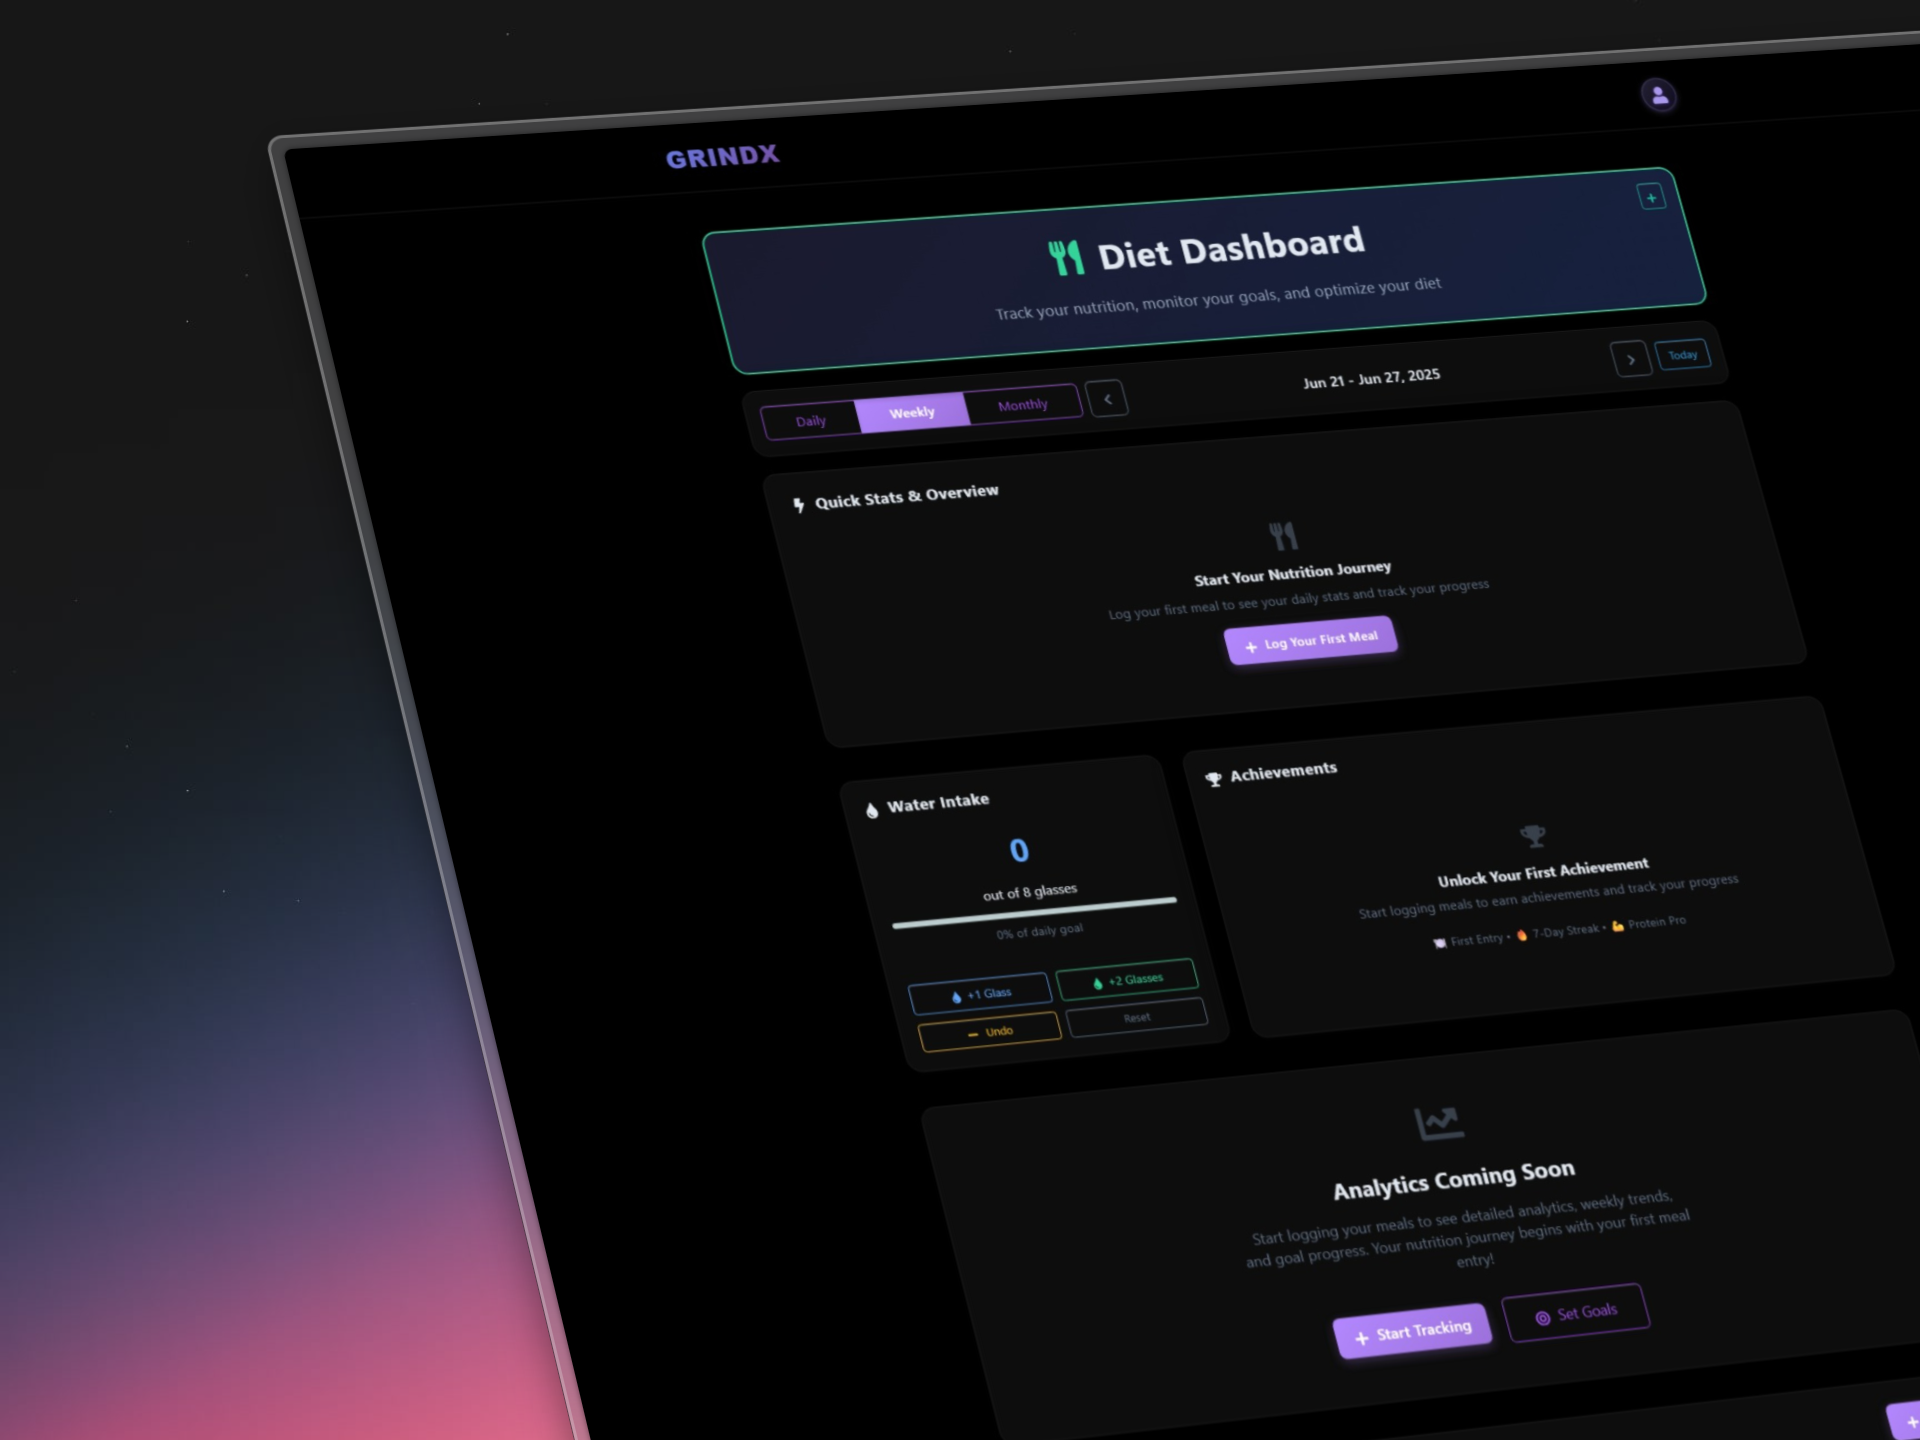 GRINDX
Diet Dashboard
Track your nutrition, monitor your goals, and optimize your diet
Daily
Weekly
Monthly
Jun 21 - Jun 27, 2025
Today
Quick Stats & Overview
Start Your Nutrition Journey
Log your first meal to see your daily stats and track your progress
+ Log Your First Meal
Water Intake
0
out of 8 glasses
0% of daily goal
+1 Glass
+2 Glasses
Undo
Reset
Achievements
Unlock Your First Achievement
Start logging meals to earn achievements and track your progress
🍽️ First Entry • 🔥 7-Day Streak • 💪 Protein Pro
Analytics Coming Soon
Start logging your meals to see detailed analytics, weekly trends,
and goal progress. Your nutrition journey begins with your first meal
entry!
+ Start Tracking
Set Goals